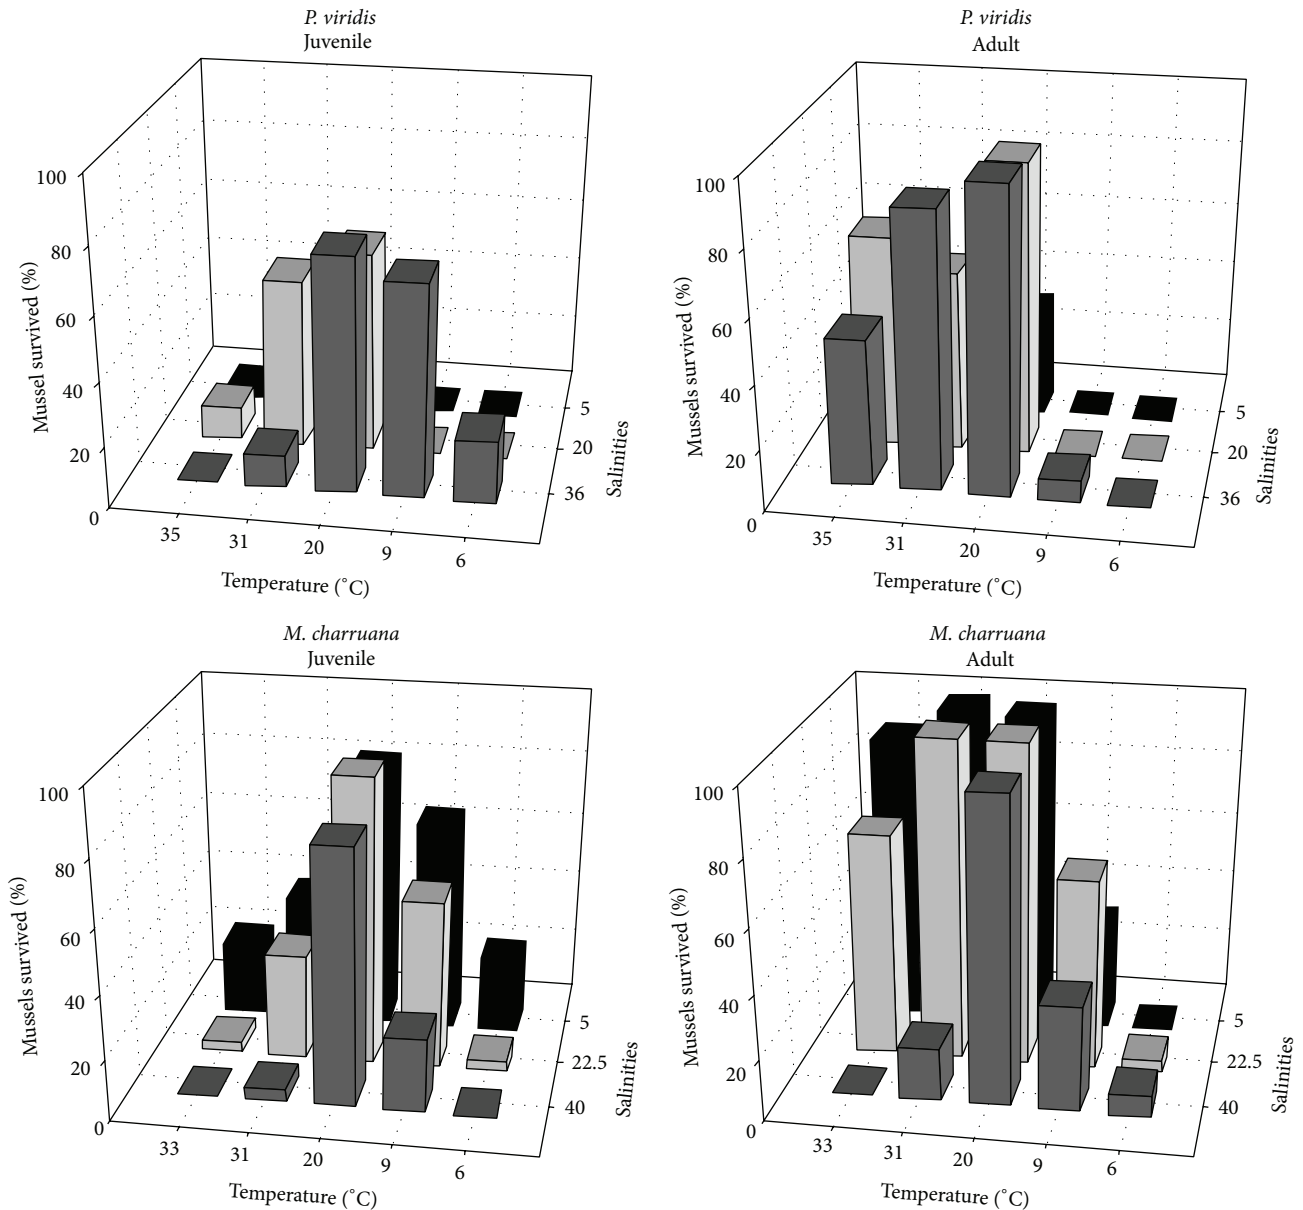 P. viridis
Juvenile
100
80
60
40
20
0
Mussel survived (%)
35
31
20
9
6
Temperature (˚C)
5
20
36
Salinities
P. viridis
Adult
100
80
60
40
20
0
Mussels survived (%)
35
31
20
9
6
Temperature (˚C)
5
20
36
Salinities
M. charruana
Juvenile
100
80
60
40
20
0
Mussels survived (%)
33
31
20
9
6
Temperature (˚C)
5
22.5
40
Salinities
M. charruana
Adult
100
80
60
40
20
0
Mussels survived (%)
33
31
20
9
6
Temperature (˚C)
5
22.5
40
Salinities